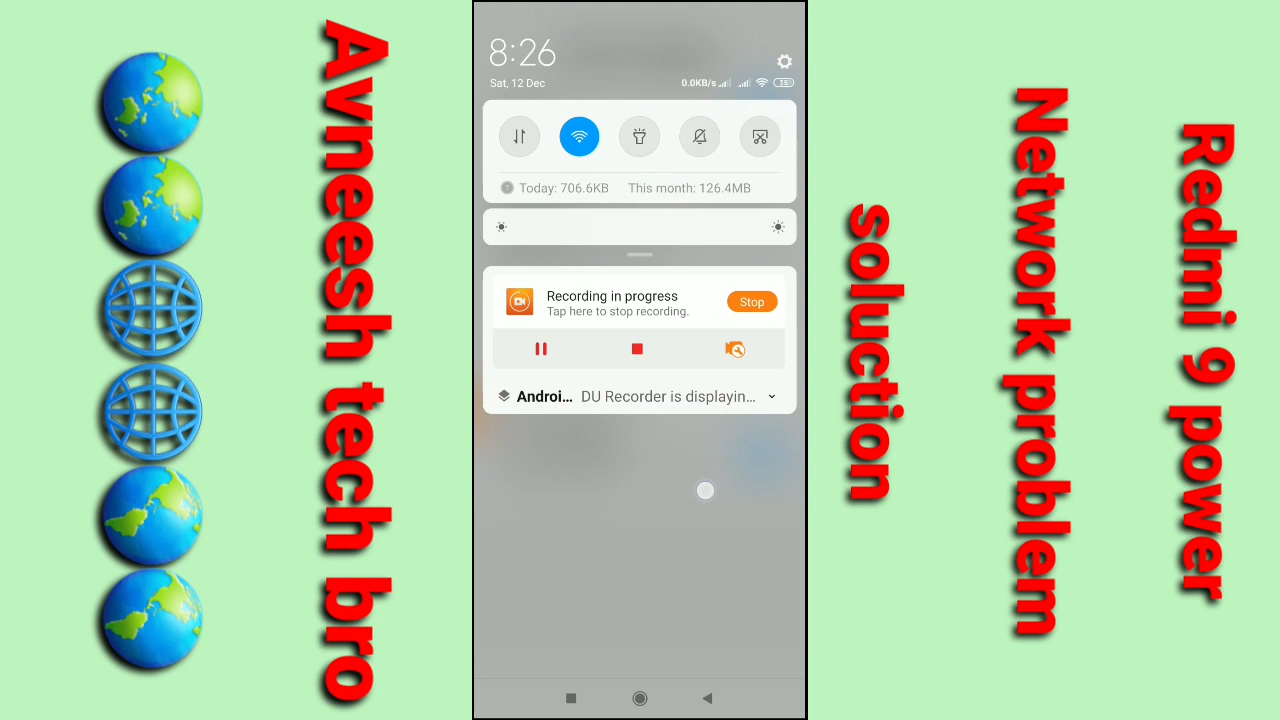 Avneesh tech bro
8:26
Sat, 12 Dec
0.0KB/s
35
Today: 706.6KB
This month: 126.4MB
Recording in progress
Tap here to stop recording.
Stop
Androi...
DU Recorder is displayin...
Redmi 9 power
Network problem
soluction